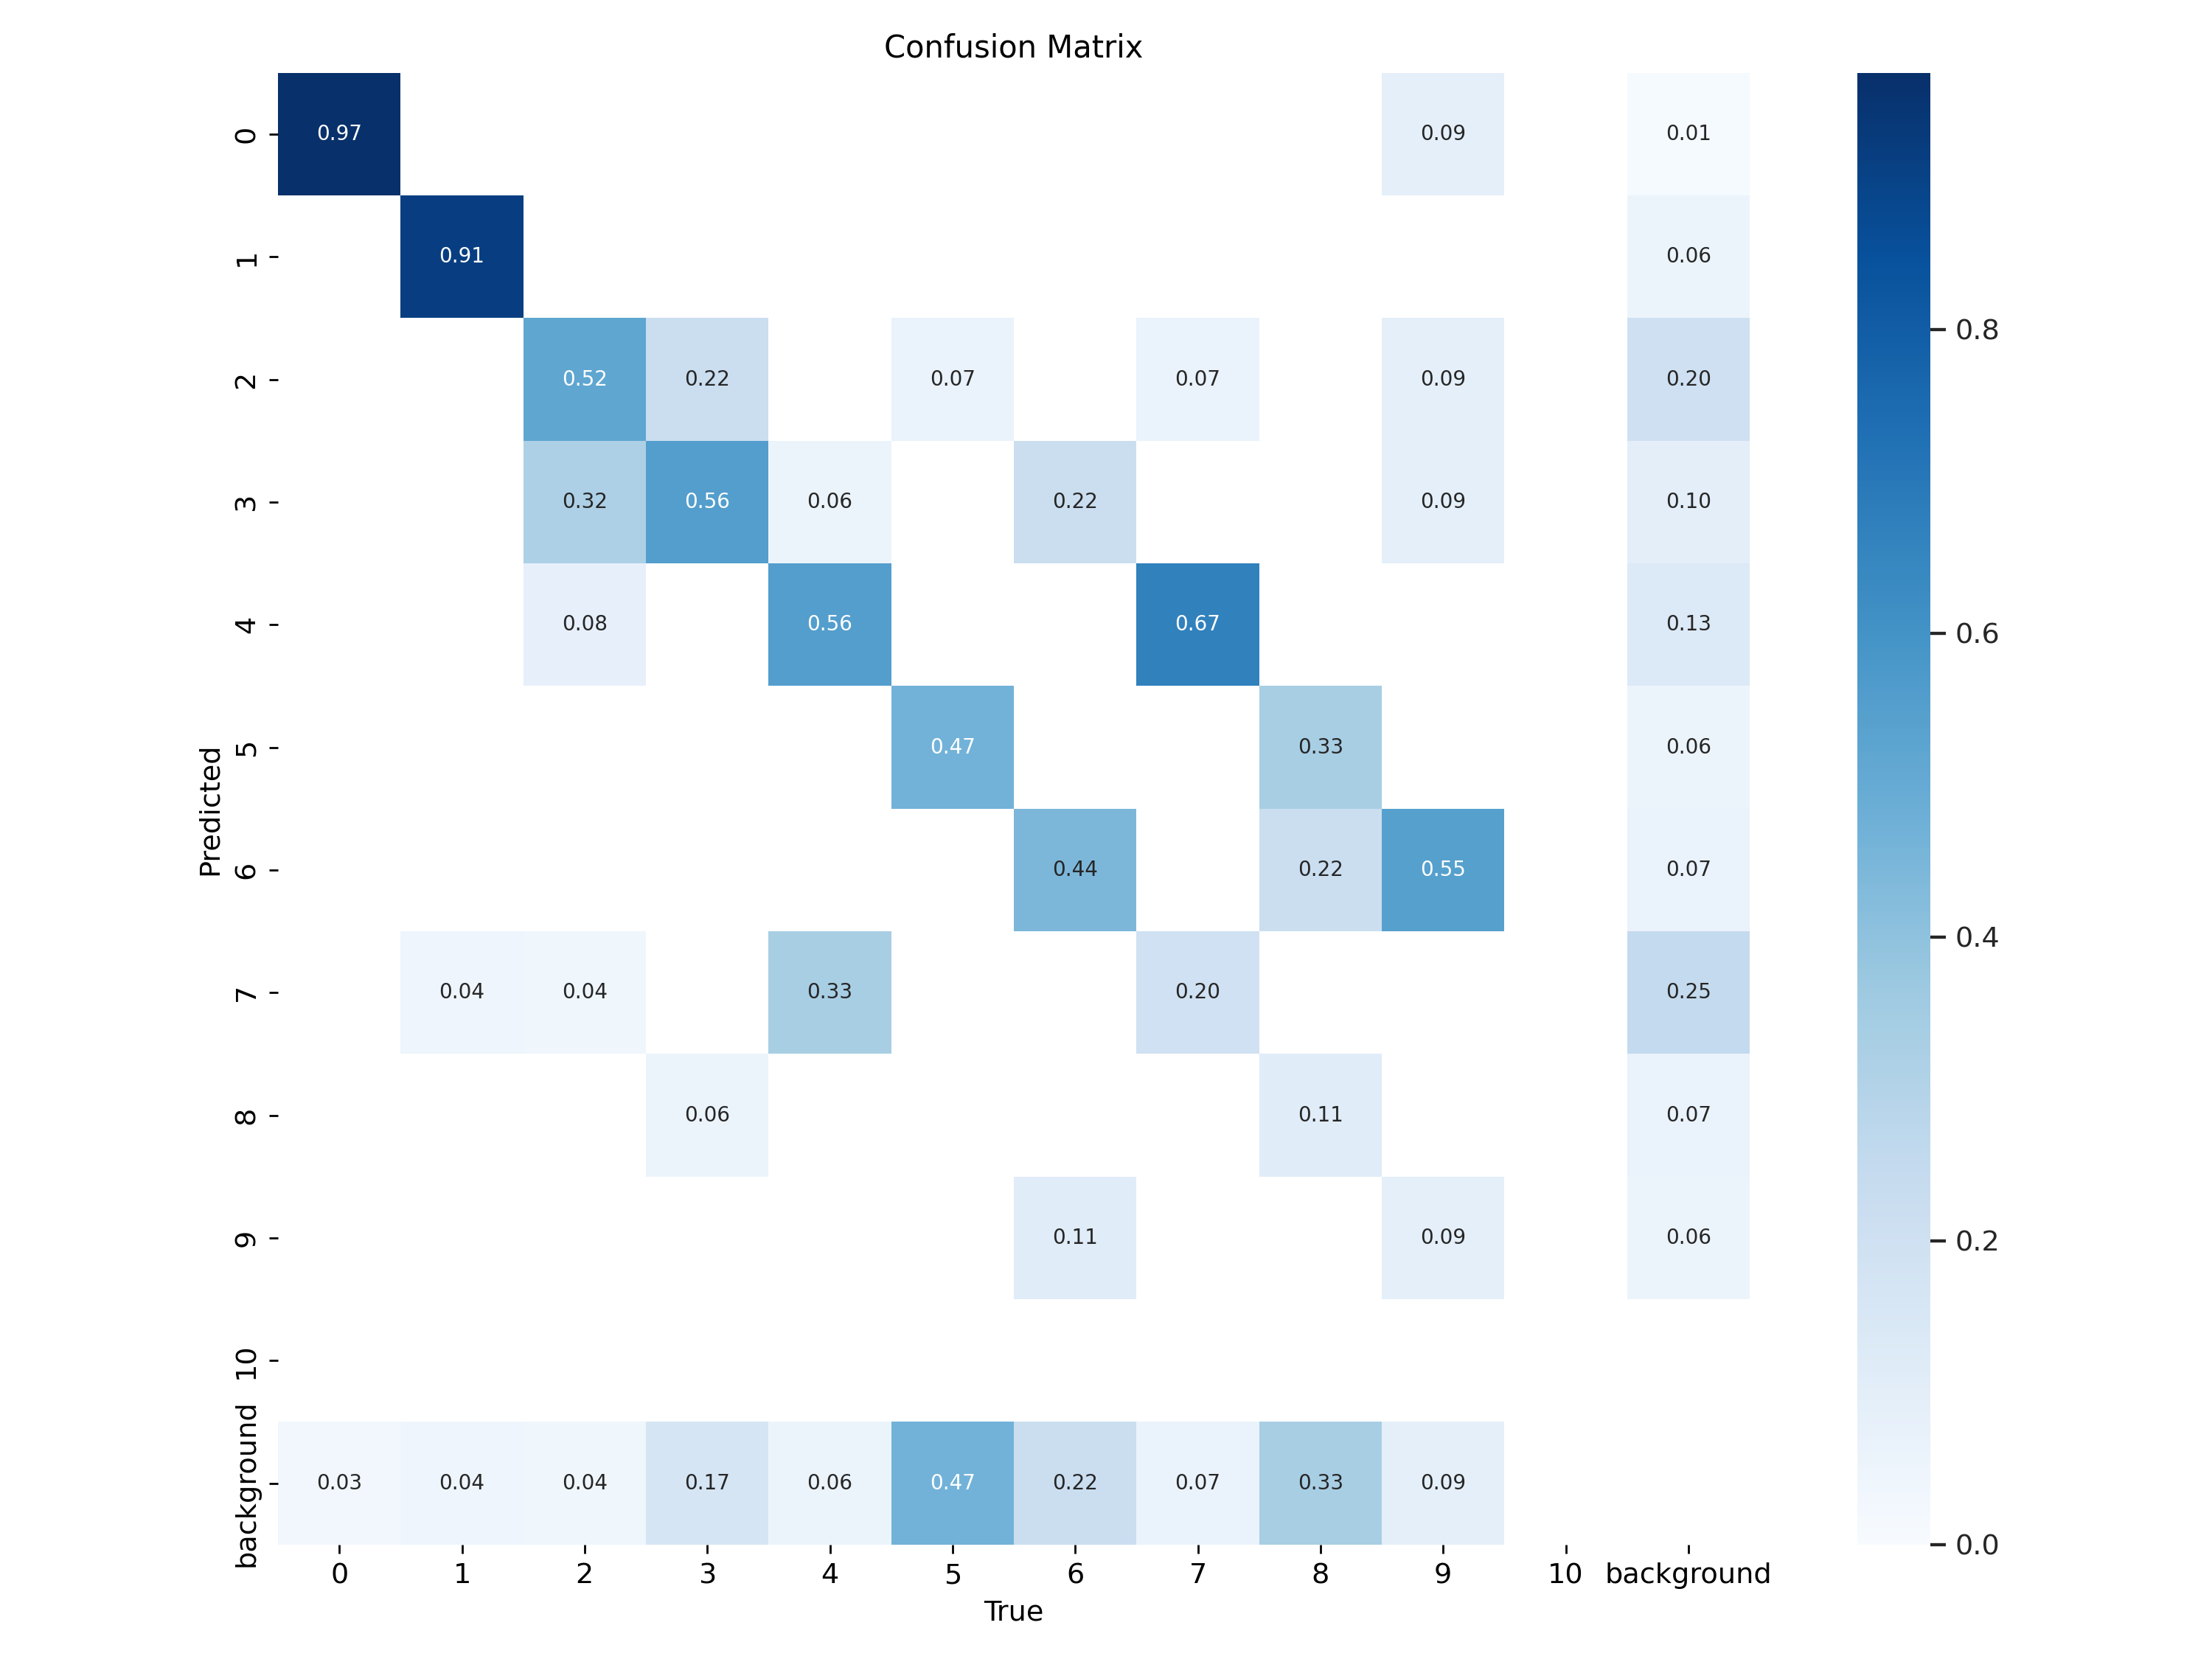 Confusion Matrix
0 0.97 0.09 0.01
1 0.91 0.06
0.8
2 0.52 0.22 0.07 0.07 0.09 0.20
3 0.32 0.56 0.06 0.22 0.09 0.10
4 0.08 0.56 0.67 0.13
0.6
5 0.47 0.33 0.06
Predicted
6 0.44 0.22 0.55 0.07
0.4
7 0.04 0.04 0.33 0.20 0.25
8 0.06 0.11 0.07
9 0.11 0.09 0.06
0.2
10
background 0.03 0.04 0.04 0.17 0.06 0.47 0.22 0.07 0.33 0.09
0.0
0 1 2 3 4 5 6 7 8 9 10 background
True